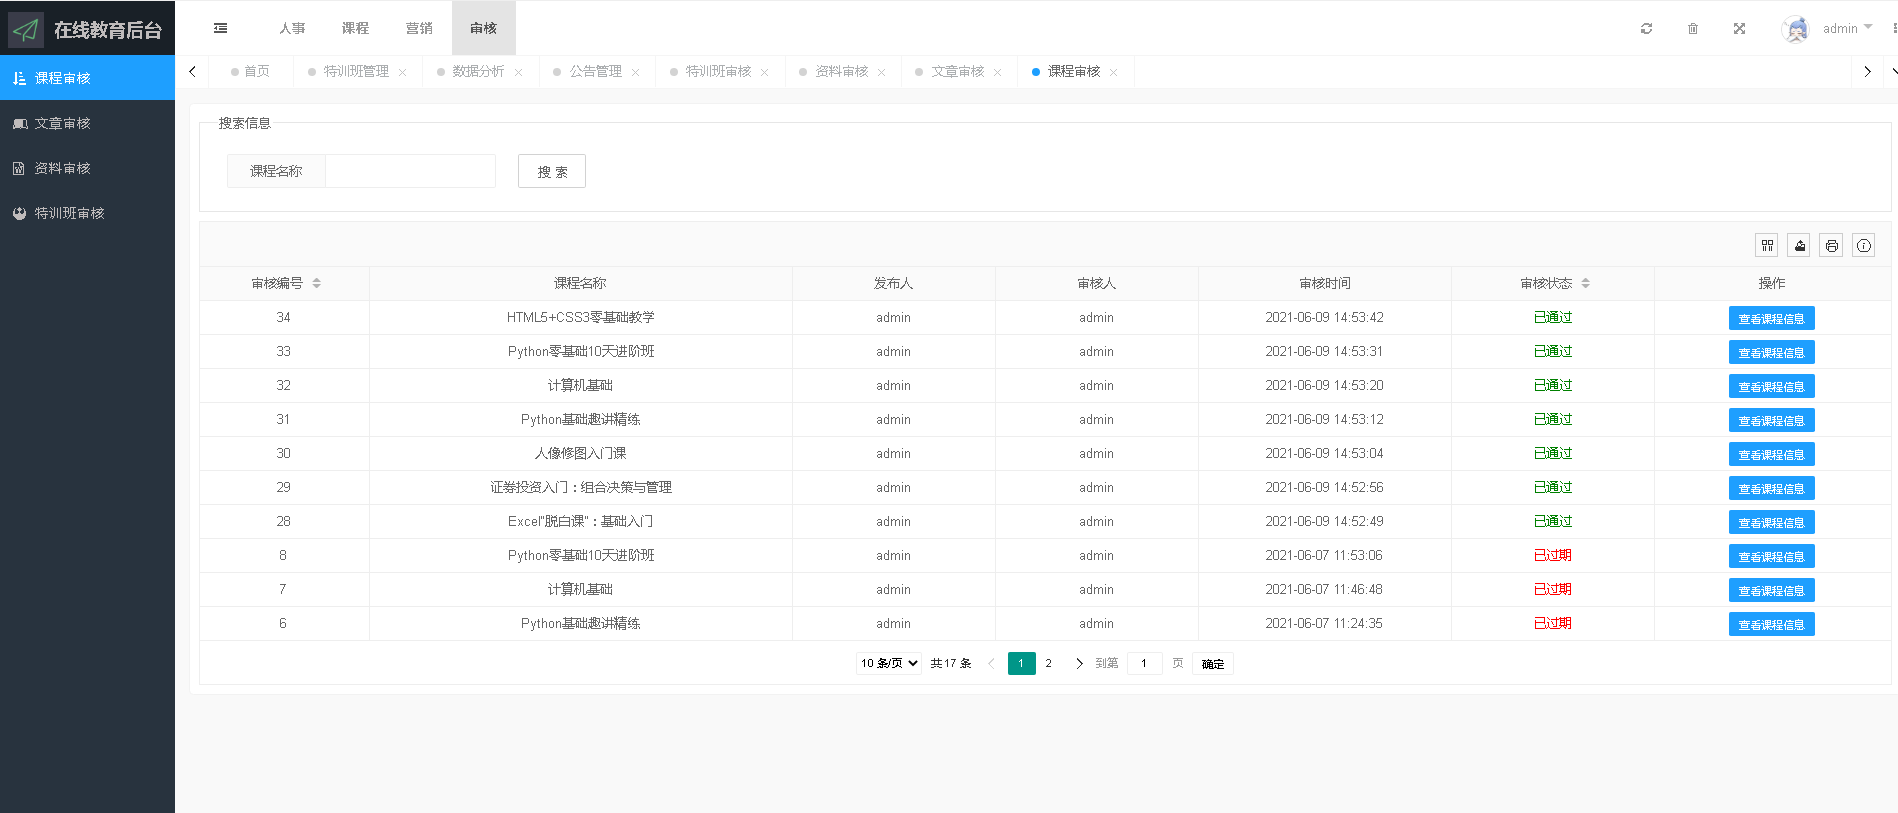 在线教育后台
人事 课程 营销 审核
admin
课程审核
文章审核
资料审核
特训班审核
首页 特训班管理 数据分析 公告管理 特训班审核 资料审核 文章审核 课程审核
搜索信息
课程名称 搜 索
审核编号 课程名称 发布人 审核人 审核时间 审核状态 操作
34 HTML5+CSS3零基础教学 admin admin 2021-06-09 14:53:42 已通过 查看课程信息
33 Python零基础10天进阶班 admin admin 2021-06-09 14:53:31 已通过 查看课程信息
32 计算机基础 admin admin 2021-06-09 14:53:20 已通过 查看课程信息
31 Python基础趣讲精练 admin admin 2021-06-09 14:53:12 已通过 查看课程信息
30 人像修图入门课 admin admin 2021-06-09 14:53:04 已通过 查看课程信息
29 证券投资入门：组合决策与管理 admin admin 2021-06-09 14:52:56 已通过 查看课程信息
28 Excel"脱白课"：基础入门 admin admin 2021-06-09 14:52:49 已通过 查看课程信息
8 Python零基础10天进阶班 admin admin 2021-06-07 11:53:06 已过期 查看课程信息
7 计算机基础 admin admin 2021-06-07 11:46:48 已过期 查看课程信息
6 Python基础趣讲精练 admin admin 2021-06-07 11:24:35 已过期 查看课程信息
10 条/页 共17 条 1 2 到第 1 页 确定